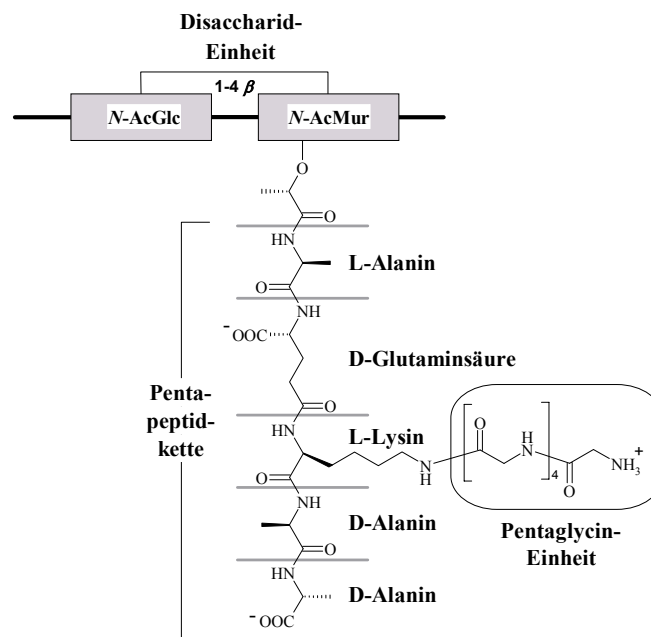 Disaccharid-
Einheit
1-4 β
N-AcGlc
N-AcMur
O
O
HN
L-Alanin
O
NH
-OOC
D-Glutaminsäure
Penta-
peptid-
kette
O
HN
L-Lysin
O
N
H
O
H
N
4
O
NH3
+
O
NH
D-Alanin
Pentaglycin-
Einheit
O
HN
D-Alanin
-OOC